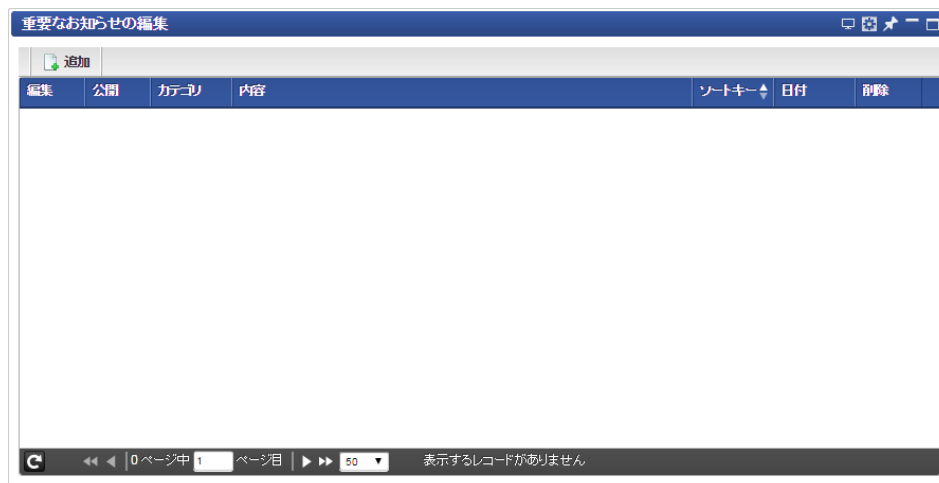 重要なお知らせの編集
追加
編集 公開 カテゴリ 内容 ソートキー 日付 削除
0 ページ中 1 ページ目 50 表示するレコードがありません